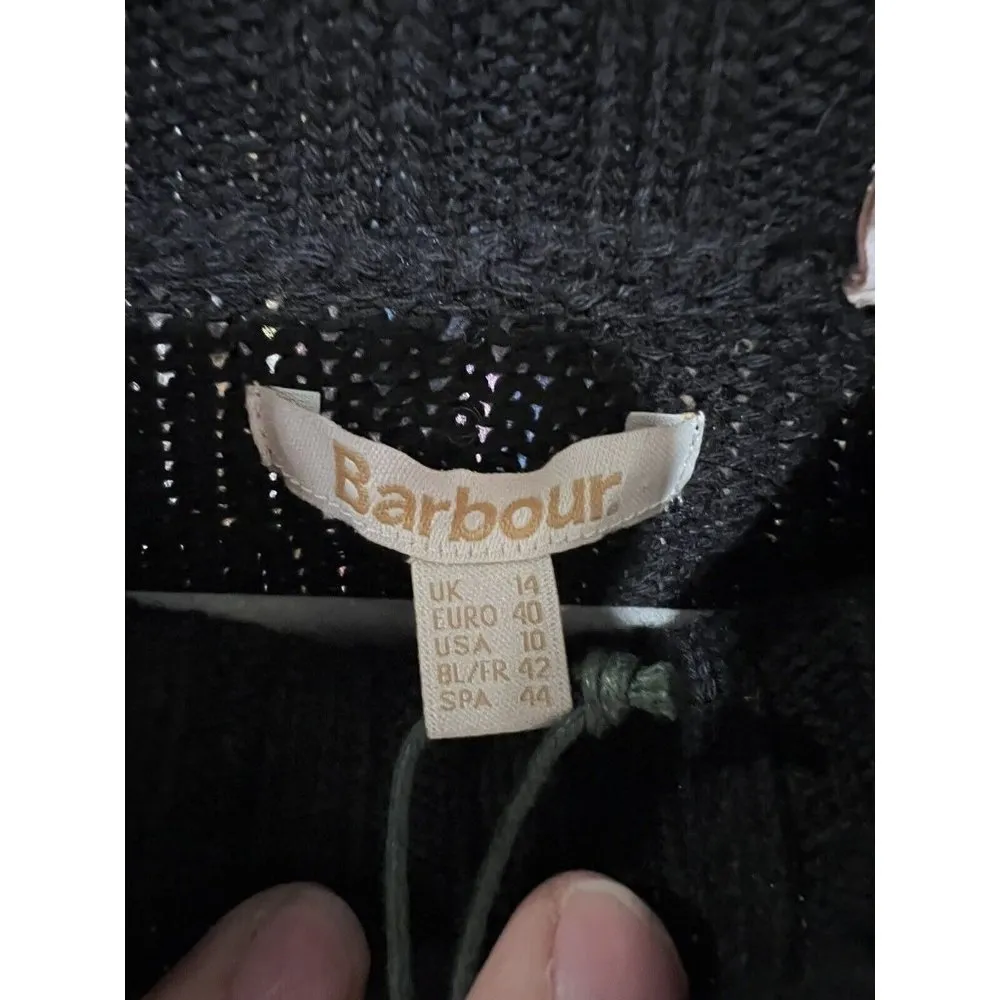 Barbour.
UK 14
EURO 40
USA 10
BL/FR 42
SPA 44